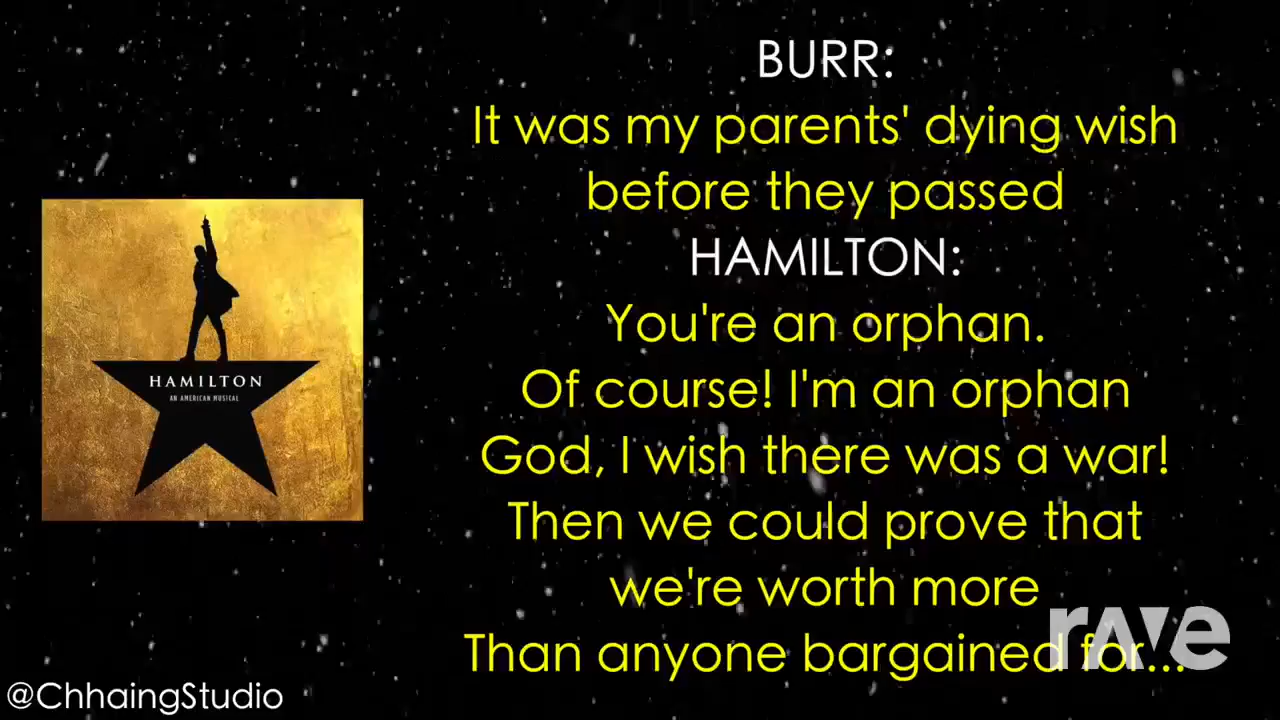 BURR:
It was my parents' dying wish
before they passed
HAMILTON:
You're an orphan.
Of course! I'm an orphan
God, I wish there was a war!
Then we could prove that
we're worth more
Than anyone bargained for...
HAMILTON
AN AMERICAN MUSICAL
rave
@ChhaingStudio